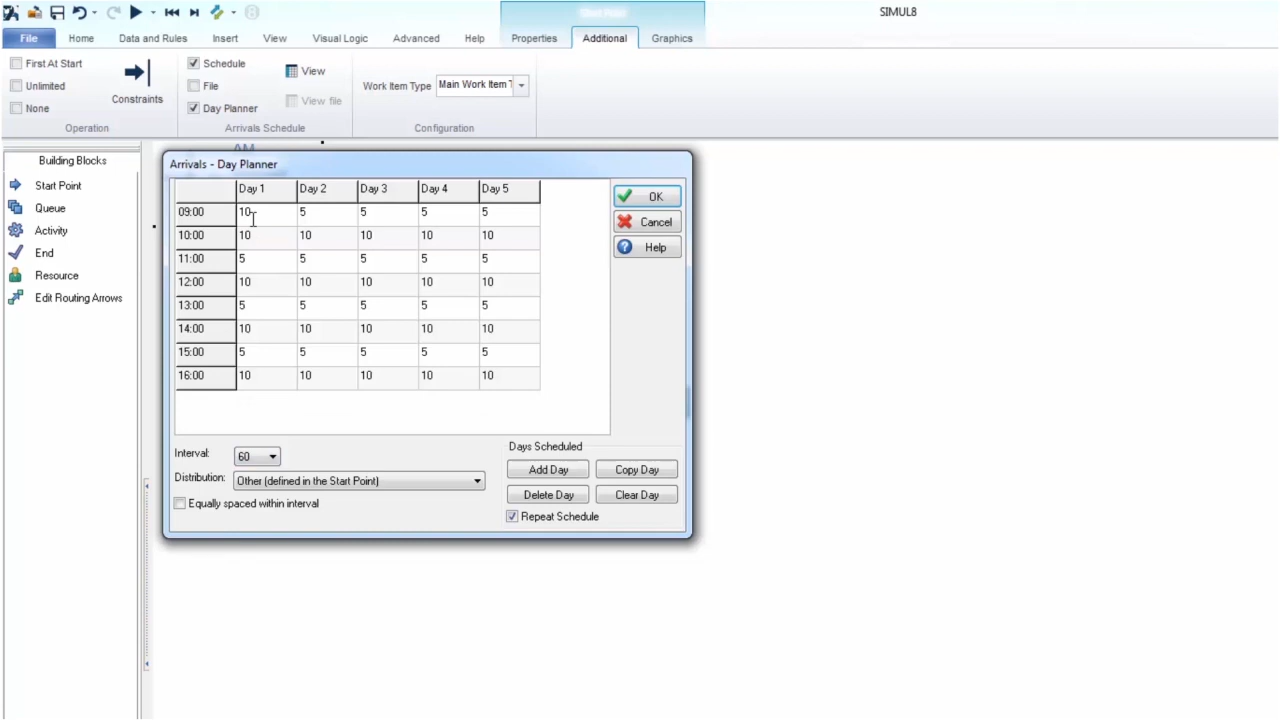 SIMUL8
File Home Data and Rules Insert View Visual Logic Advanced Help Properties Additional Graphics
First At Start
Unlimited
None
Constraints
Operation
Schedule
File
Day Planner
View
View file
Arrivals Schedule
Work Item Type Main Work Item T
Configuration
Building Blocks
Start Point
Queue
Activity
End
Resource
Edit Routing Arrows
AM
Arrivals - Day Planner
Day 1 Day 2 Day 3 Day 4 Day 5
09:00 10 5 5 5 5
10:00 10 10 10 10 10
11:00 5 5 5 5 5
12:00 10 10 10 10 10
13:00 5 5 5 5 5
14:00 10 10 10 10 10
15:00 5 5 5 5 5
16:00 10 10 10 10 10
OK
Cancel
Help
Interval: 60
Distribution: Other (defined in the Start Point)
Equally spaced within interval
Days Scheduled
Add Day Copy Day
Delete Day Clear Day
Repeat Schedule